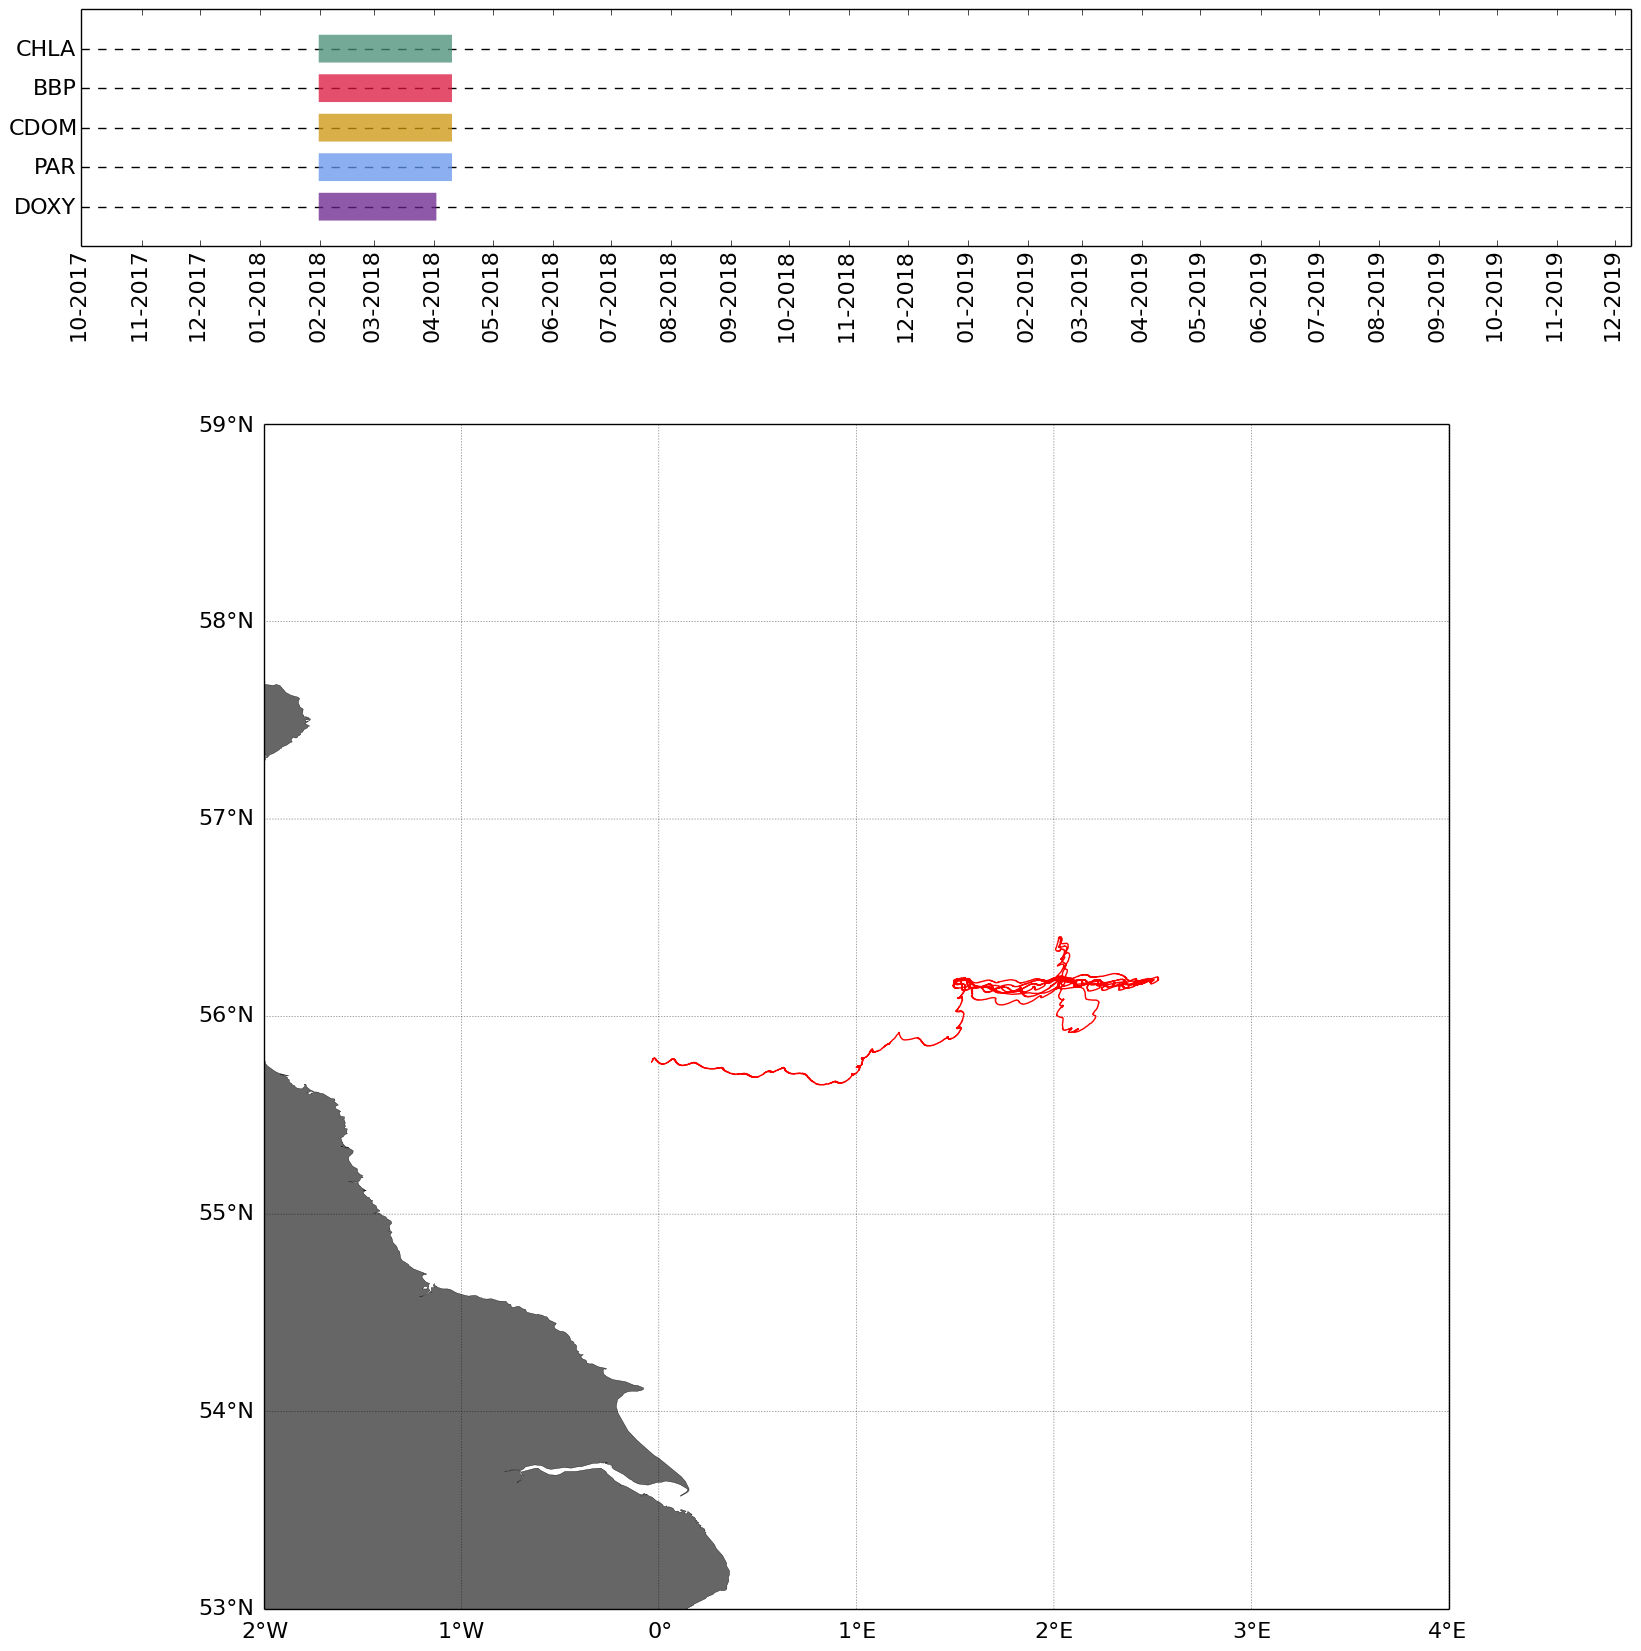 CHLA
BBP
CDOM
PAR
DOXY
10-2017
11-2017
12-2017
01-2018
02-2018
03-2018
04-2018
05-2018
06-2018
07-2018
08-2018
09-2018
10-2018
11-2018
12-2018
01-2019
02-2019
03-2019
04-2019
05-2019
06-2019
07-2019
08-2019
09-2019
10-2019
11-2019
12-2019
59°N
58°N
57°N
56°N
55°N
54°N
53°N
2°W
1°W
0°
1°E
2°E
3°E
4°E